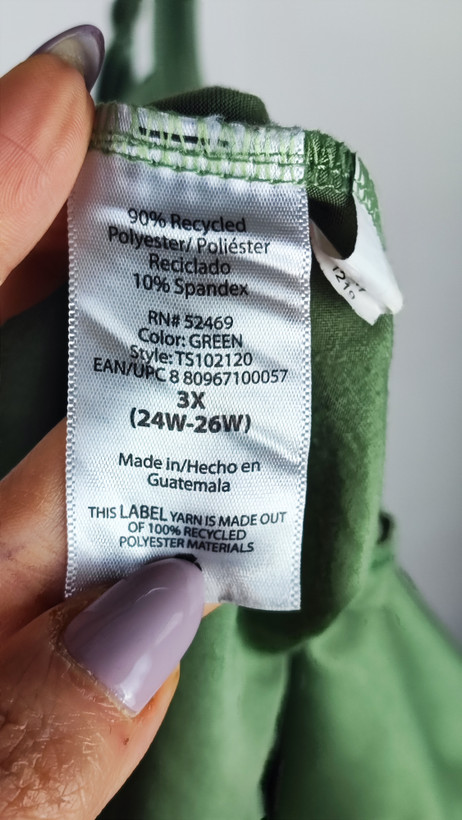 90% Recycled
Polyester/ Poliéster
Reciclado
10% Spandex
RN# 52469
Color: GREEN
Style: TS102120
EAN/UPC 8 80967100057
3X
(24W-26W)
Made in/Hecho en
Guatemala
THIS LABEL YARN IS MADE OUT
OF 100% RECYCLED
POLYESTER MATERIALS